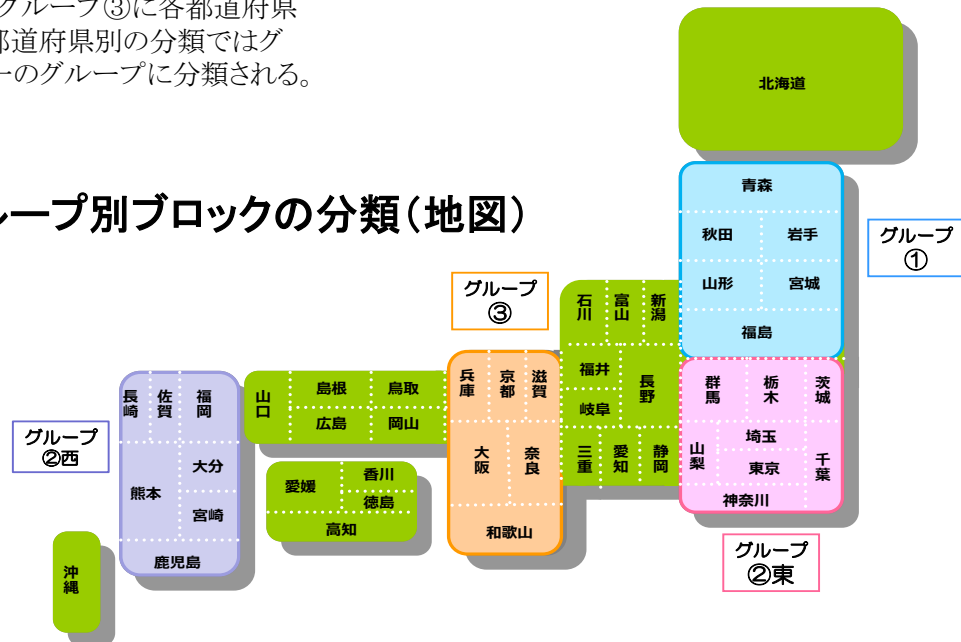 グループ③に各都道府県
都道府県別の分類ではグ
一のグループに分類される。
ループ別ブロックの分類(地図)
北海道
青森
秋田 岩手
山形 宮城
福島
グループ
①
グループ
③
石川 富山 新潟
福井
長野
岐阜
三重 愛知 静岡
群馬 栃木 茨城
埼玉
山梨
東京
千葉
神奈川
グループ
②東
兵庫 京都 滋賀
大阪 奈良
和歌山
山口
島根 鳥取
広島 岡山
愛媛
香川
徳島
高知
長崎 佐賀 福岡
大分
熊本
宮崎
鹿児島
グループ
②西
沖縄